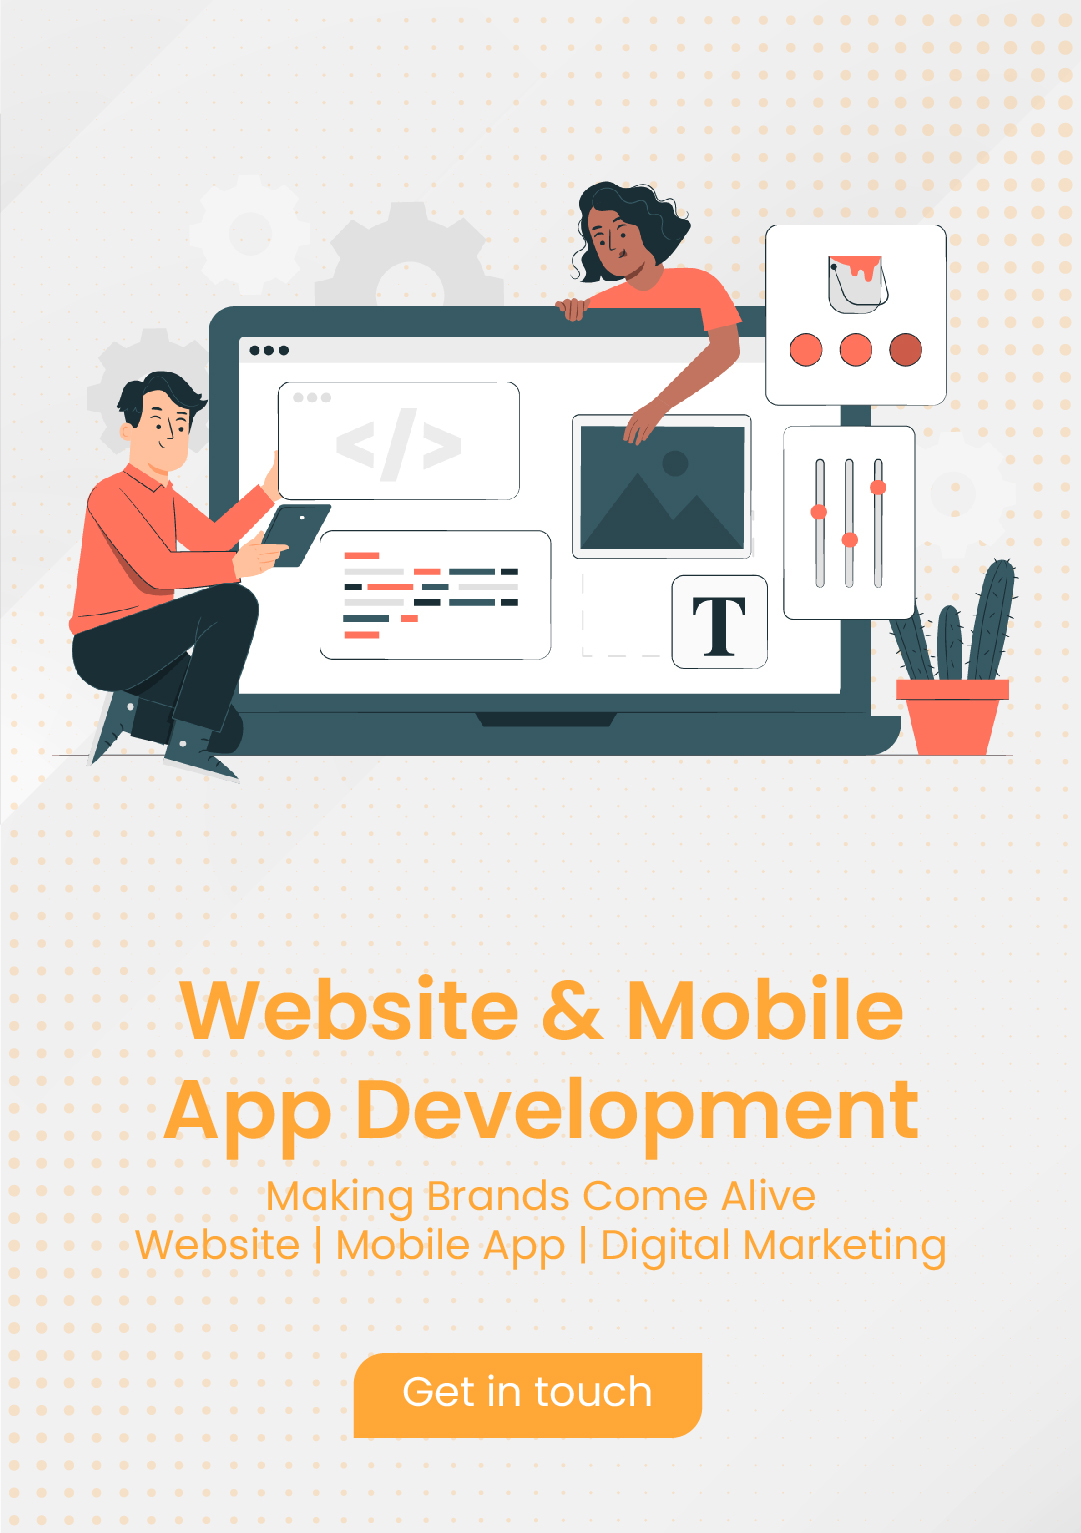 </>
T
Website & Mobile
App Development
Making Brands Come Alive
Website | Mobile App | Digital Marketing
Get in touch